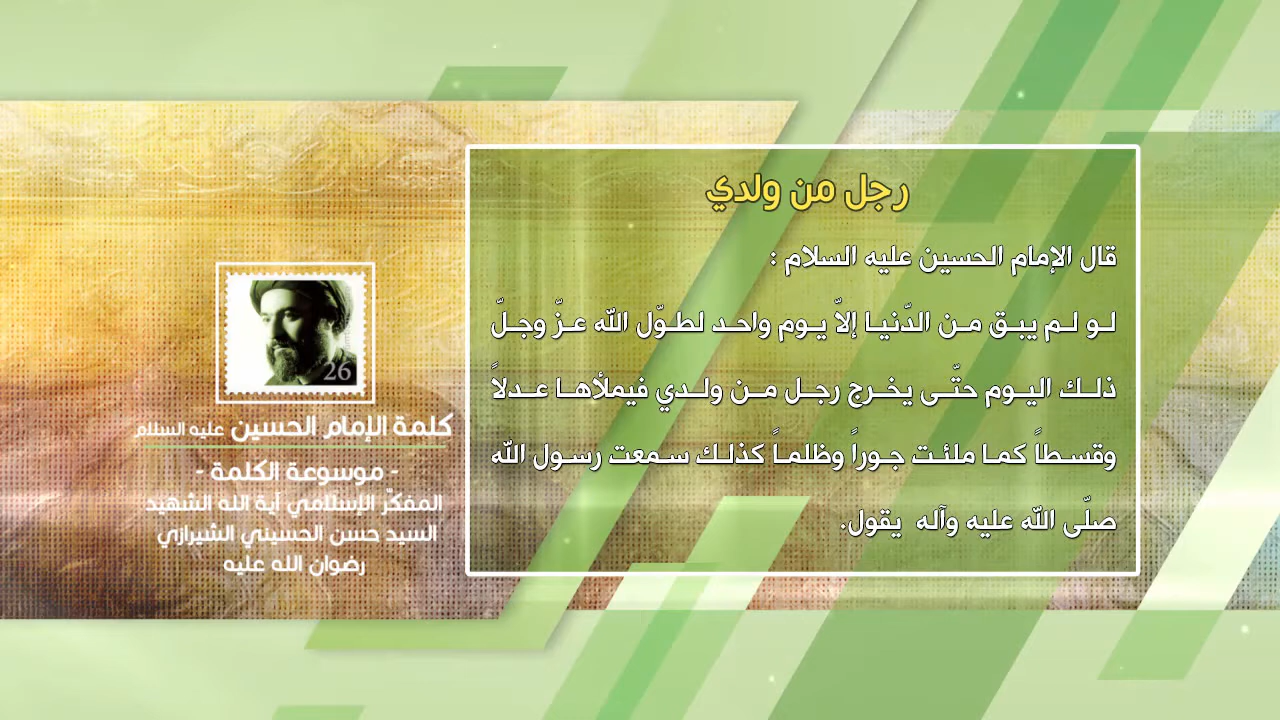 رجل من ولدي
قال الإمام الحسين عليه السلام :
لو لم يبق من الدّنيا إلاّ يوم واحد لطوّل الله عزّ وجلّ
ذلك اليوم حتّى يخرج رجل من ولدي فيملأها عدلاً
وقسطاً كما ملئت جوراً وظلماً كذلك سمعت رسول الله
صلّى الله عليه وآله يقول.
26
كلمة الإمام الحسين عليه السلام
- موسوعة الكلمة -
المفكّر الإسلامي آية الله الشهيد
السيد حسن الحسيني الشيرازي
رضوان الله عليه